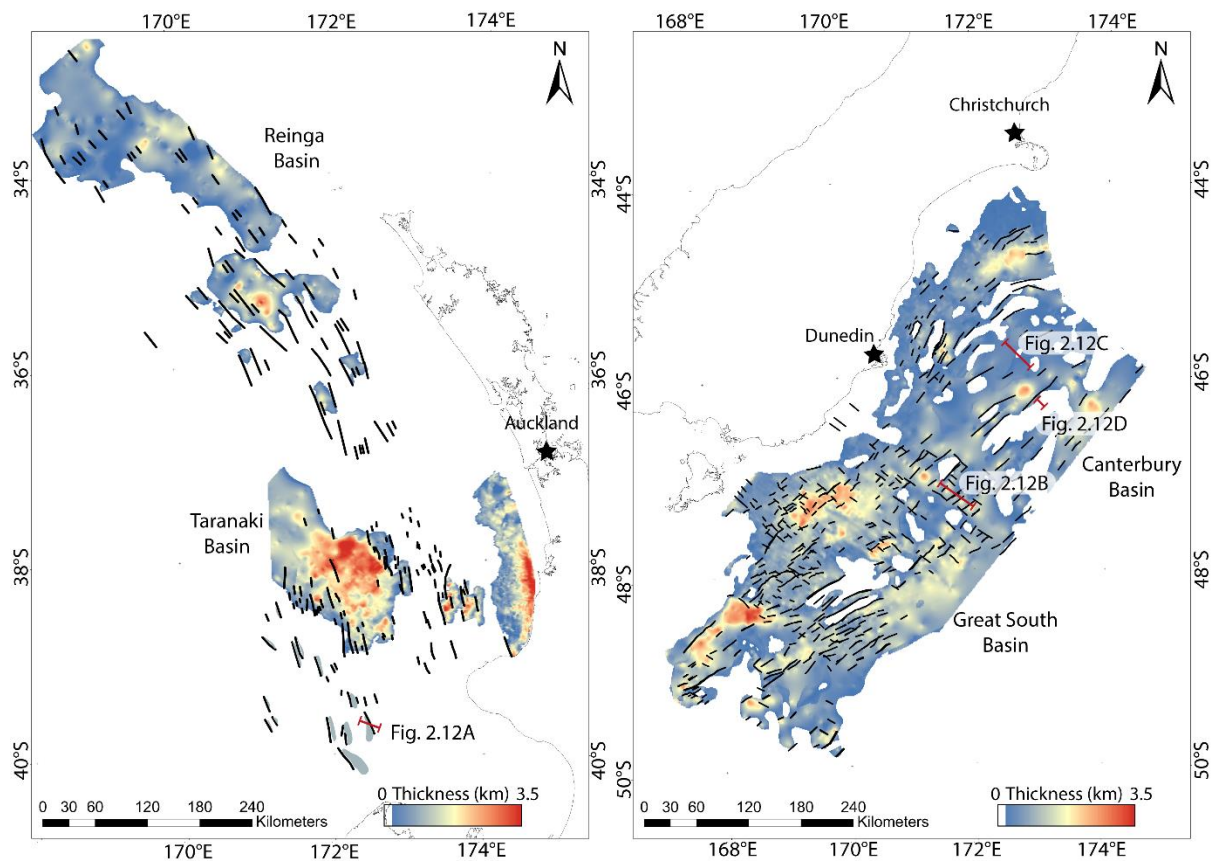 170°E 172°E 174°E
N
Reinga
Basin
34°S
34°S
36°S
36°S
Auckland
Taranaki
Basin
38°S
38°S
Fig. 2.12A
40°S
40°S
0 Thickness (km) 3.5
0 30 60 120 180 240
Kilometers
170°E 172°E 174°E
168°E 170°E 172°E 174°E
N
Christchurch
44°S
44°S
Dunedin
Fig. 2.12C
46°S
46°S
Fig. 2.12D
Canterbury
Basin
Fig. 2.12B
48°S
48°S
Great South
Basin
50°S
50°S
0 Thickness (km) 3.5
0 30 60 120 180 240
Kilometers
168°E 170°E 172°E 174°E